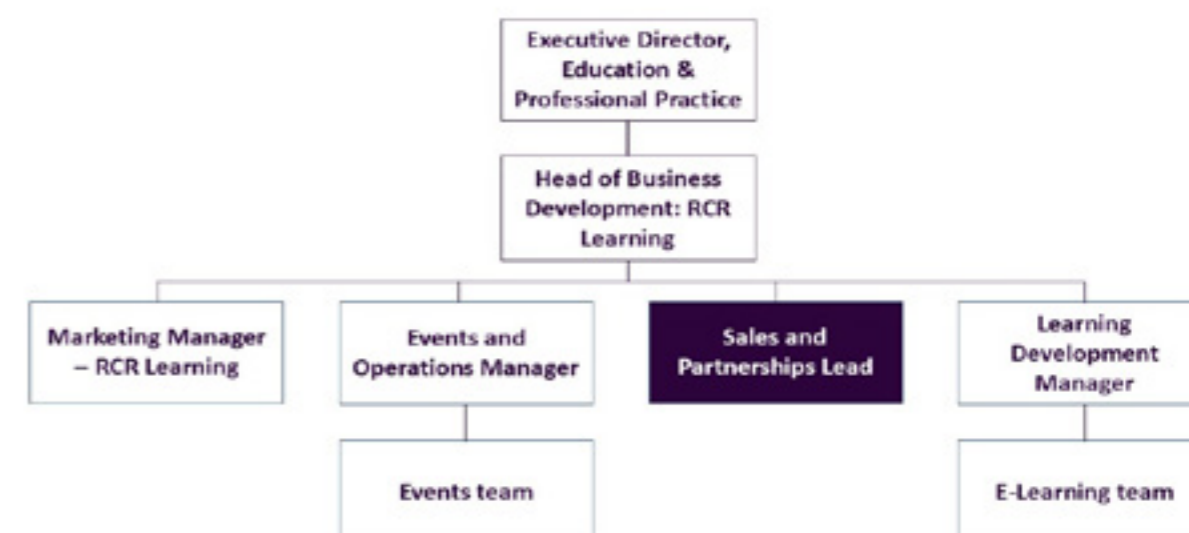 Executive Director,
Education &
Professional Practice
Head of Business
Development: RCR
Learning
Marketing Manager
– RCR Learning
Events and
Operations Manager
Sales and
Partnerships Lead
Learning
Development
Manager
Events team
E-Learning team